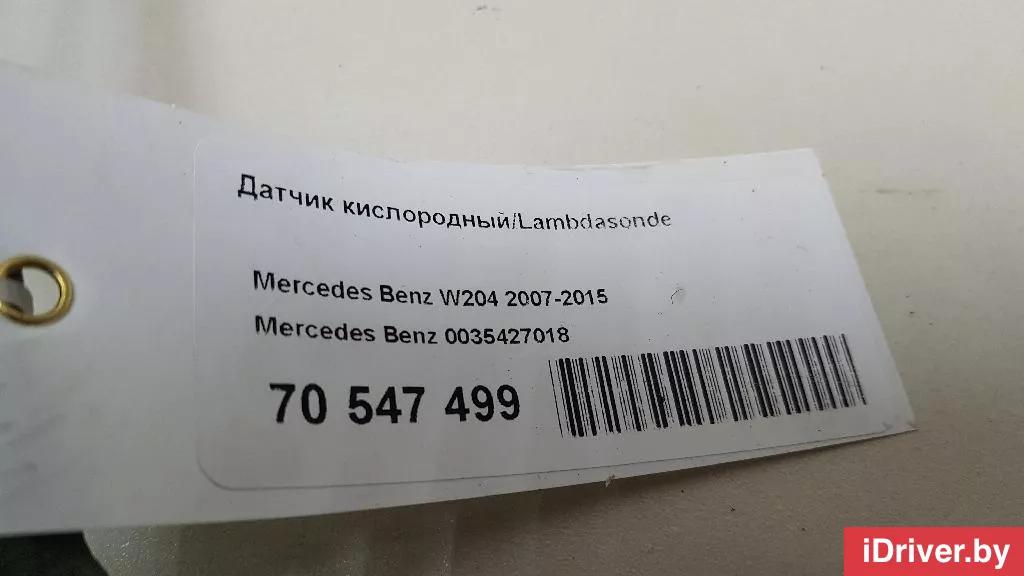 Датчик кислородный/Lambdasonde
Mercedes Benz W204 2007-2015
Mercedes Benz 0035427018
70 547 499
iDriver.by